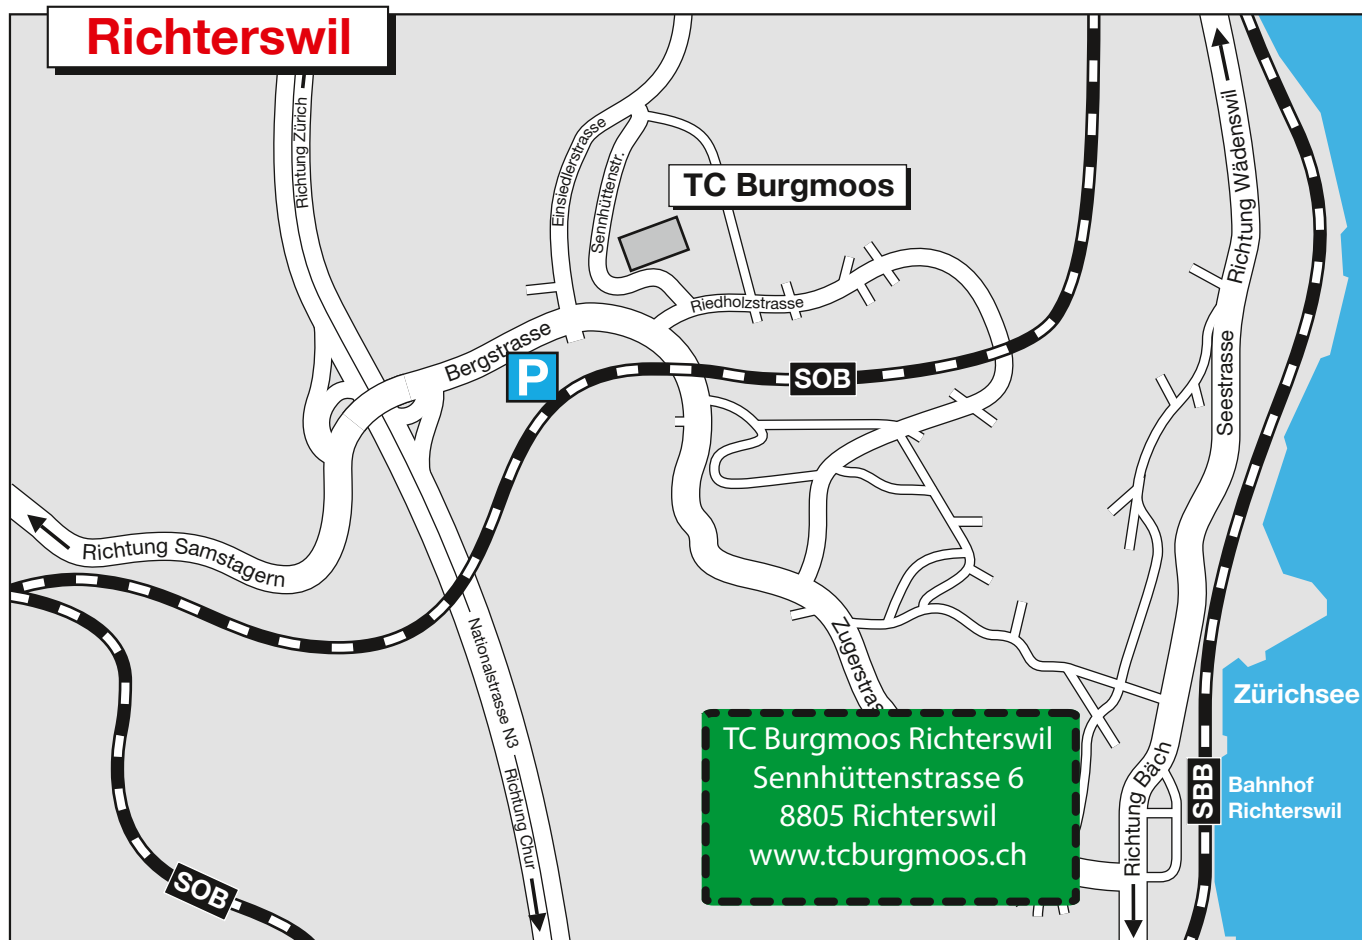 Richterswil
Richtung Zürich
Einsiedlerstrasse
Sennhüttenstr.
TC Burgmoos
Richtung Wädenswil
Riedholzstrasse
Bergstrasse
P
SOB
Seestrasse
Richtung Samstagern
Nationalstrasse N3
Richtung Chur
Zugerstras
Zürichsee
TC Burgmoos Richterswil
Sennhüttenstrasse 6
8805 Richterswil
www.tcburgmoos.ch
Richtung Bäch
SBB
Bahnhof
Richterswil
SOB